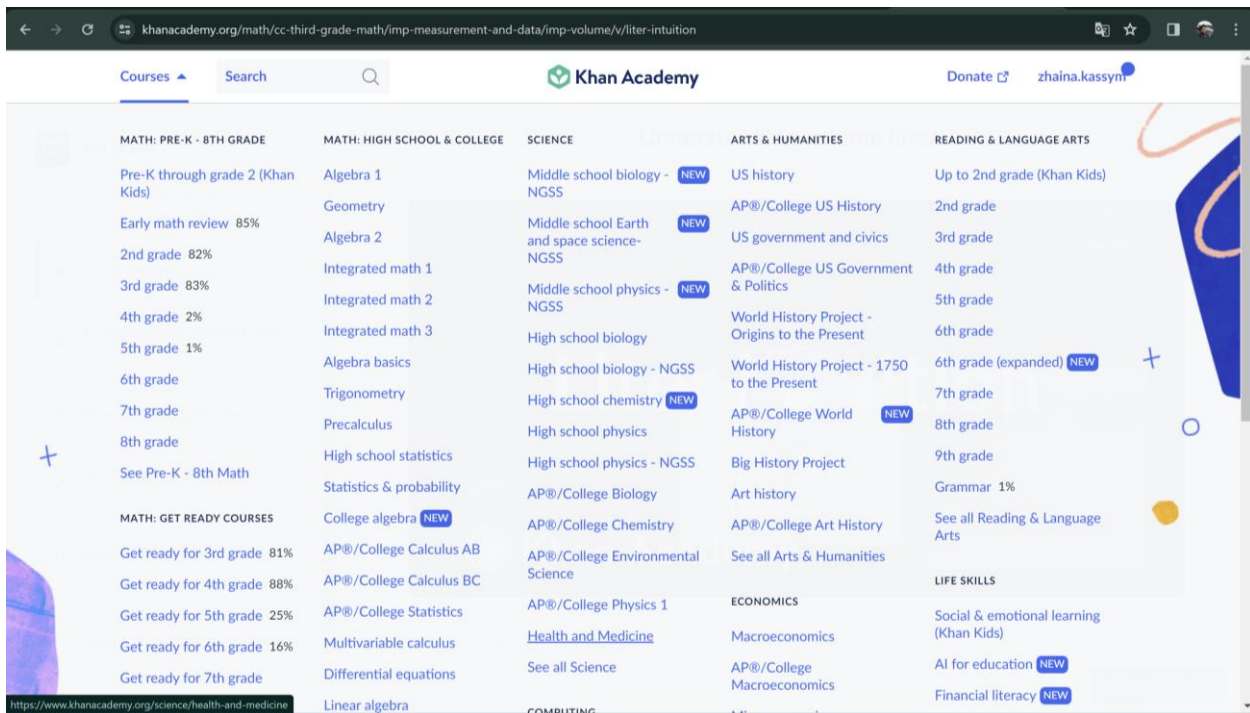 khanacademy.org/math/cc-third-grade-math/imp-measurement-and-data/imp-volume/v/liter-intuition
Courses
Search
Khan Academy
Donate
zhaina.kassym
MATH: PRE-K - 8TH GRADE
Pre-K through grade 2 (Khan
Kids)
Early math review 85%
2nd grade 82%
3rd grade 83%
4th grade 2%
5th grade 1%
6th grade
7th grade
8th grade
See Pre-K - 8th Math
MATH: GET READY COURSES
Get ready for 3rd grade 81%
Get ready for 4th grade 88%
Get ready for 5th grade 25%
Get ready for 6th grade 16%
Get ready for 7th grade
MATH: HIGH SCHOOL & COLLEGE
Algebra 1
Geometry
Algebra 2
Integrated math 1
Integrated math 2
Integrated math 3
Algebra basics
Trigonometry
Precalculus
High school statistics
Statistics & probability
College algebra NEW
AP®/College Calculus AB
AP®/College Calculus BC
AP®/College Statistics
Multivariable calculus
Differential equations
Linear algebra
SCIENCE
Middle school biology - NEW
NGSS
Middle school Earth NEW
and space science-
NGSS
Middle school physics - NEW
NGSS
High school biology
High school biology - NGSS
High school chemistry NEW
High school physics
High school physics - NGSS
AP®/College Biology
AP®/College Chemistry
AP®/College Environmental
Science
AP®/College Physics 1
Health and Medicine
See all Science
COMPUTING
ARTS & HUMANITIES
US history
AP®/College US History
US government and civics
AP®/College US Government
& Politics
World History Project -
Origins to the Present
World History Project - 1750
to the Present
AP®/College World NEW
History
Big History Project
Art history
AP®/College Art History
See all Arts & Humanities
ECONOMICS
Macroeconomics
AP®/College
Macroeconomics
READING & LANGUAGE ARTS
Up to 2nd grade (Khan Kids)
2nd grade
3rd grade
4th grade
5th grade
6th grade
6th grade (expanded) NEW
7th grade
8th grade
9th grade
Grammar 1%
See all Reading & Language
Arts
LIFE SKILLS
Social & emotional learning
(Khan Kids)
AI for education NEW
Financial literacy NEW
https://www.khanacademy.org/science/health-and-medicine